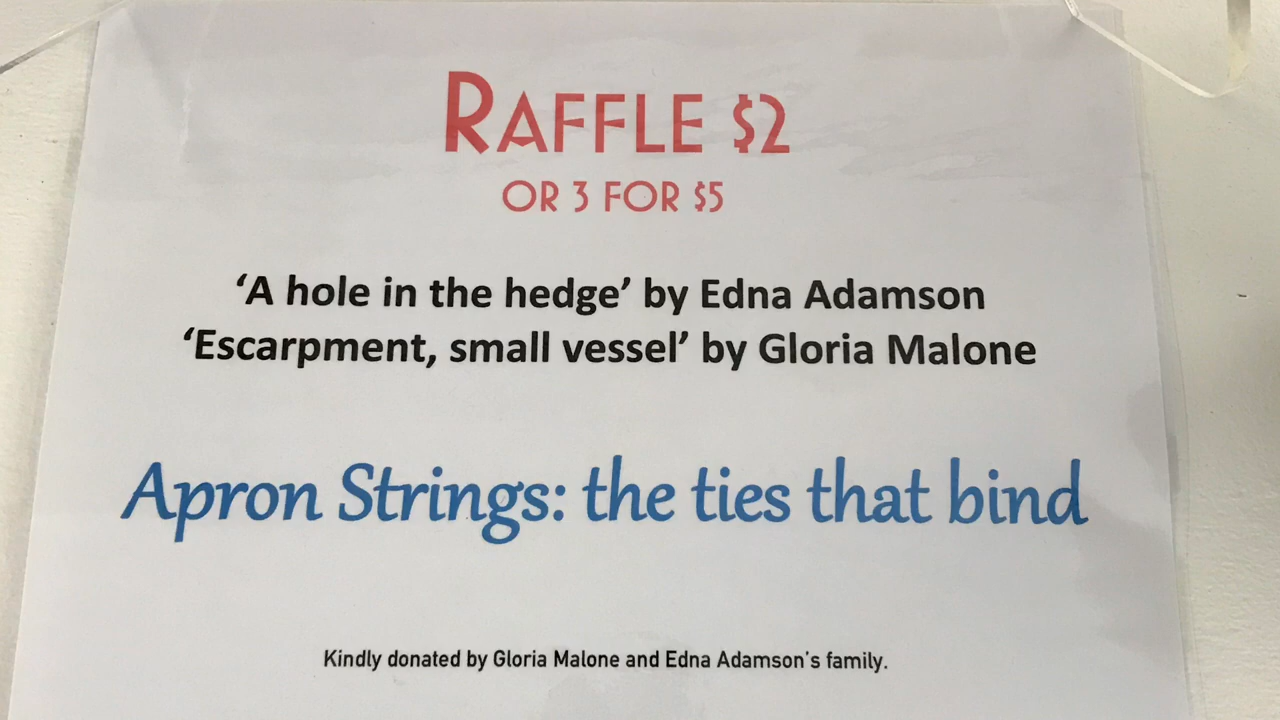 RAFFLE $2
OR 3 FOR $5
‘A hole in the hedge’ by Edna Adamson
‘Escarpment, small vessel’ by Gloria Malone
Apron Strings: the ties that bind
Kindly donated by Gloria Malone and Edna Adamson's family.